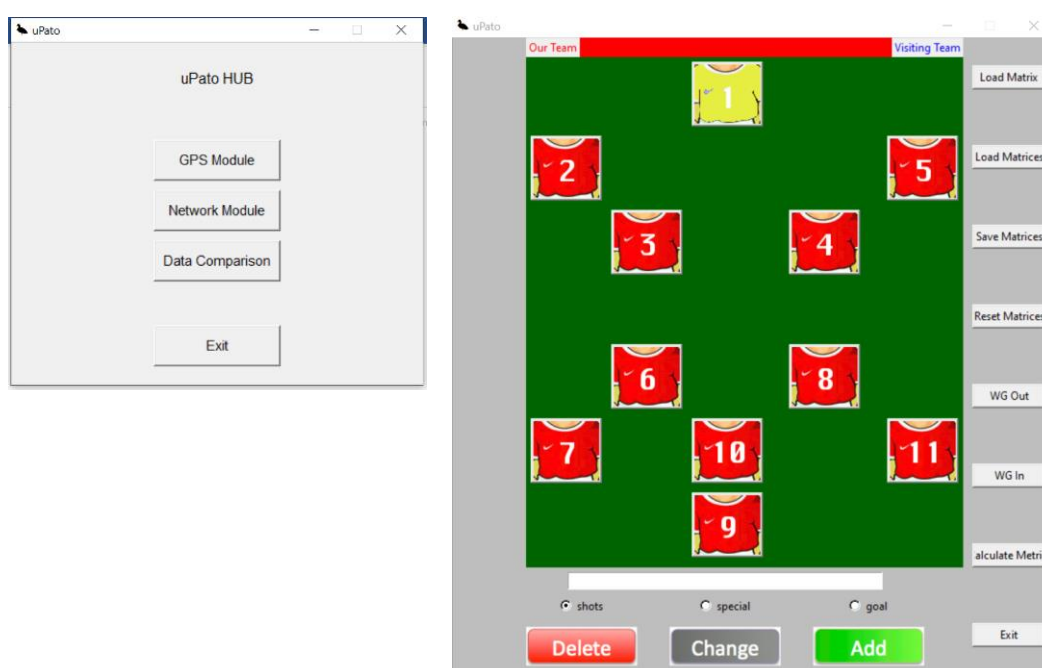 uPato
uPato HUB
GPS Module
Network Module
Data Comparison
Exit
uPato
Our Team
Visiting Team
1
2
5
3
4
6
8
7
10
11
9
Load Matrix
Load Matrices
Save Matrices
Reset Matrices
WG Out
WG In
alculate Metri
Exit
shots special goal
Delete Change Add